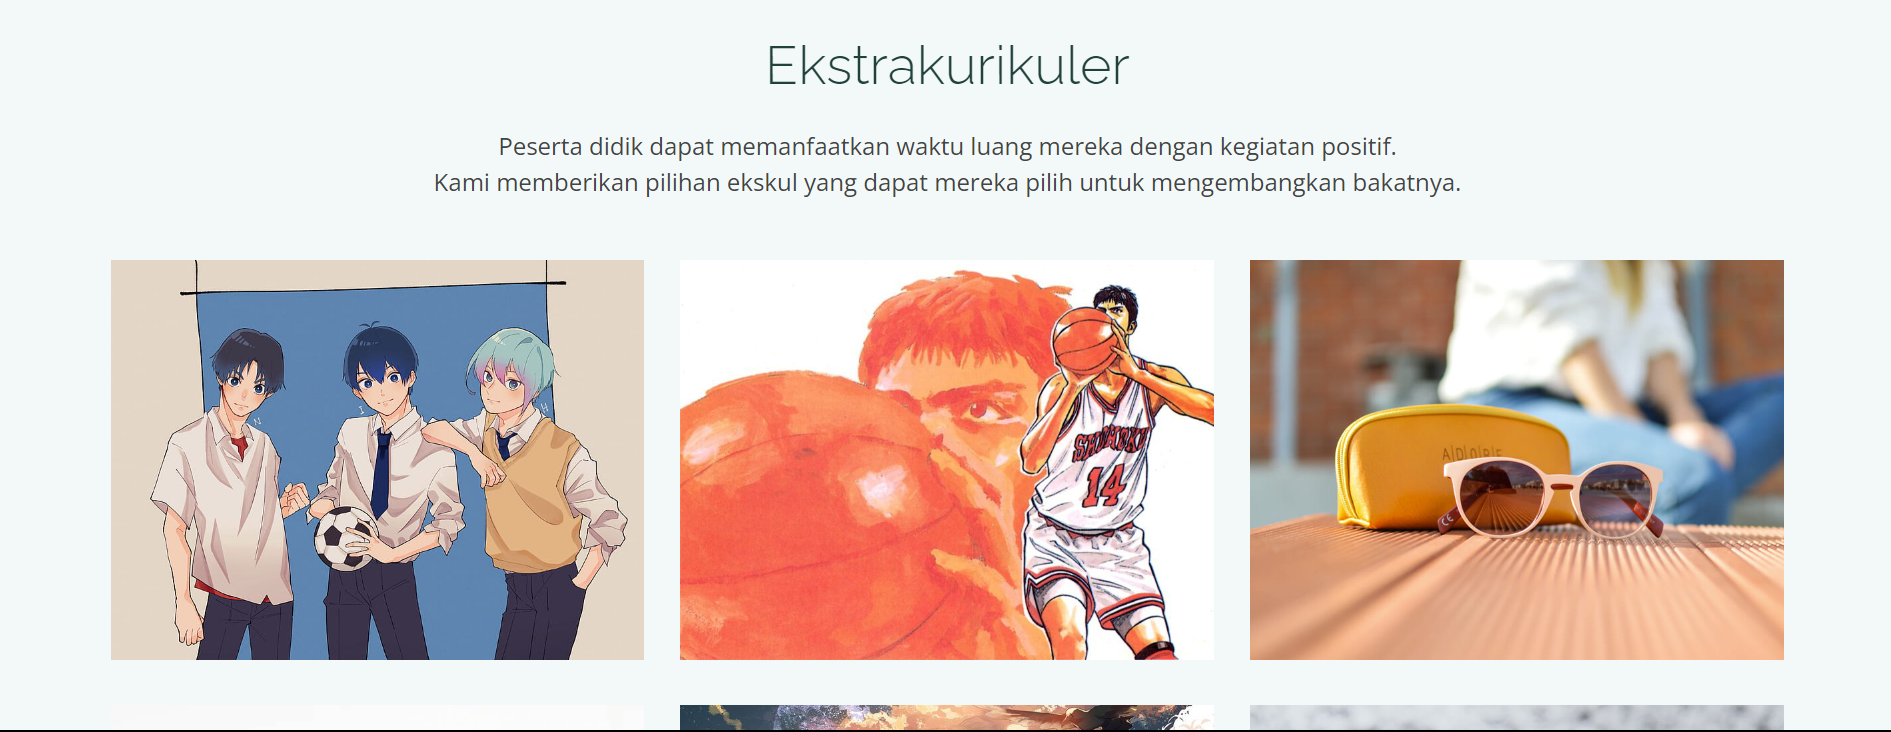 Ekstrakurikuler
Peserta didik dapat memanfaatkan waktu luang mereka dengan kegiatan positif.
Kami memberikan pilihan ekskul yang dapat mereka pilih untuk mengembangkan bakatnya.
I
N
SHOHOKU
14
A|D|O|R|E
CE